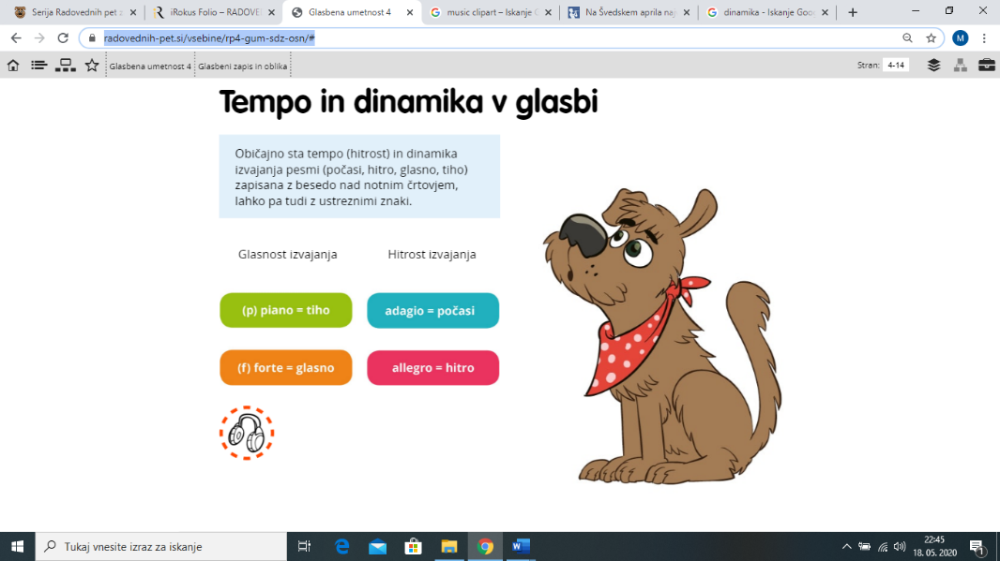 Serija Radovednih pet z
iRokus Folio – RADOVE
Glasbena umetnost 4
music clipart – Iskanje
Na Švedskem aprila naj
dinamika - Iskanje Goo
radovednih-pet.si/vsebine/rp4-gum-sdz-osn/#
M
Glasbena umetnost 4
Glasbeni zapis in oblika
Stran:
4-14
Tempo in dinamika v glasbi
Običajno sta tempo (hitrost) in dinamika
izvajanja pesmi (počasi, hitro, glasno, tiho)
zapisana z besedo nad notnim črtovjem,
lahko pa tudi z ustreznimi znaki.
Glasnost izvajanja
Hitrost izvajanja
(p) piano = tiho
adagio = počasi
(f) forte = glasno
allegro = hitro
Tukaj vnesite izraz za iskanje
22:45
18. 05. 2020
1